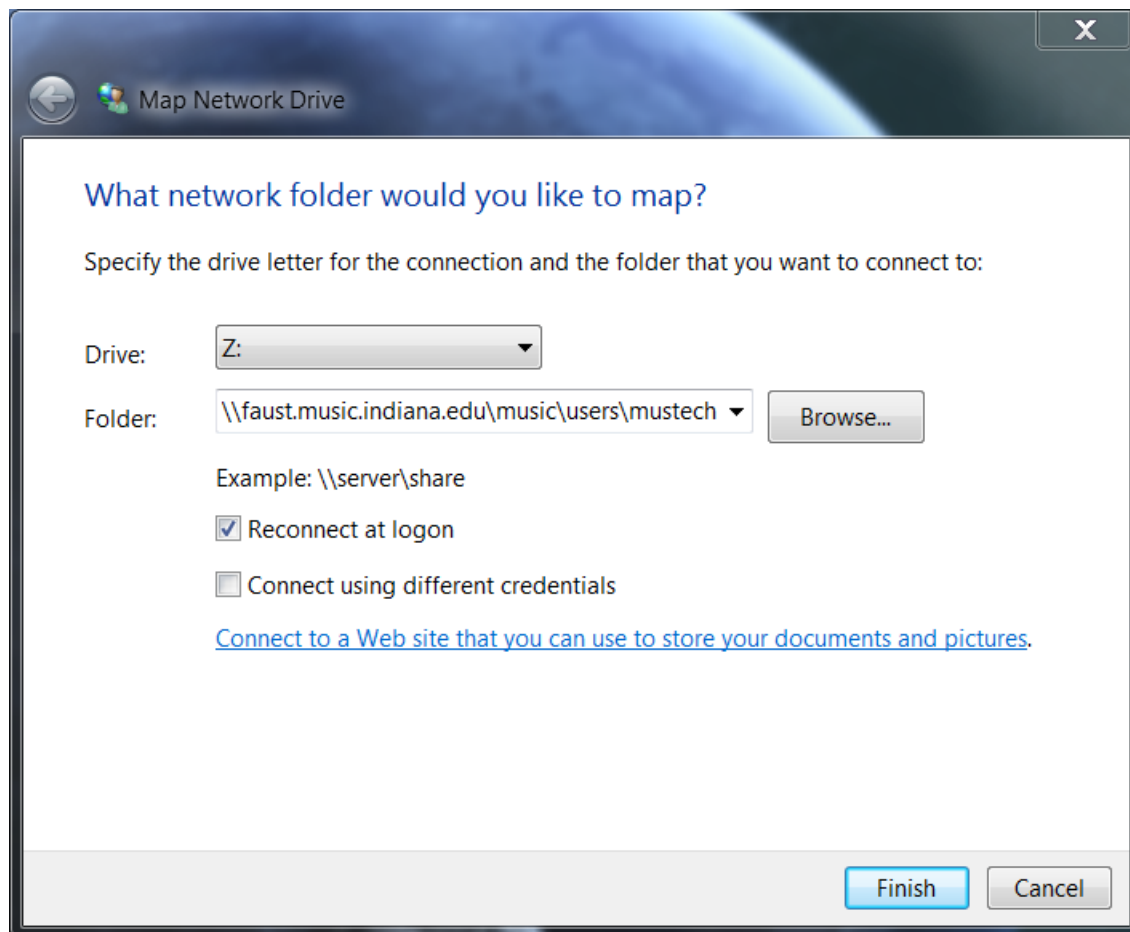 X
Map Network Drive
What network folder would you like to map?
Specify the drive letter for the connection and the folder that you want to connect to:
Drive: Z:
Folder: \\faust.music.indiana.edu\music\users\mustech Browse...
Example: \\server\share
Reconnect at logon
Connect using different credentials
Connect to a Web site that you can use to store your documents and pictures.
Finish Cancel